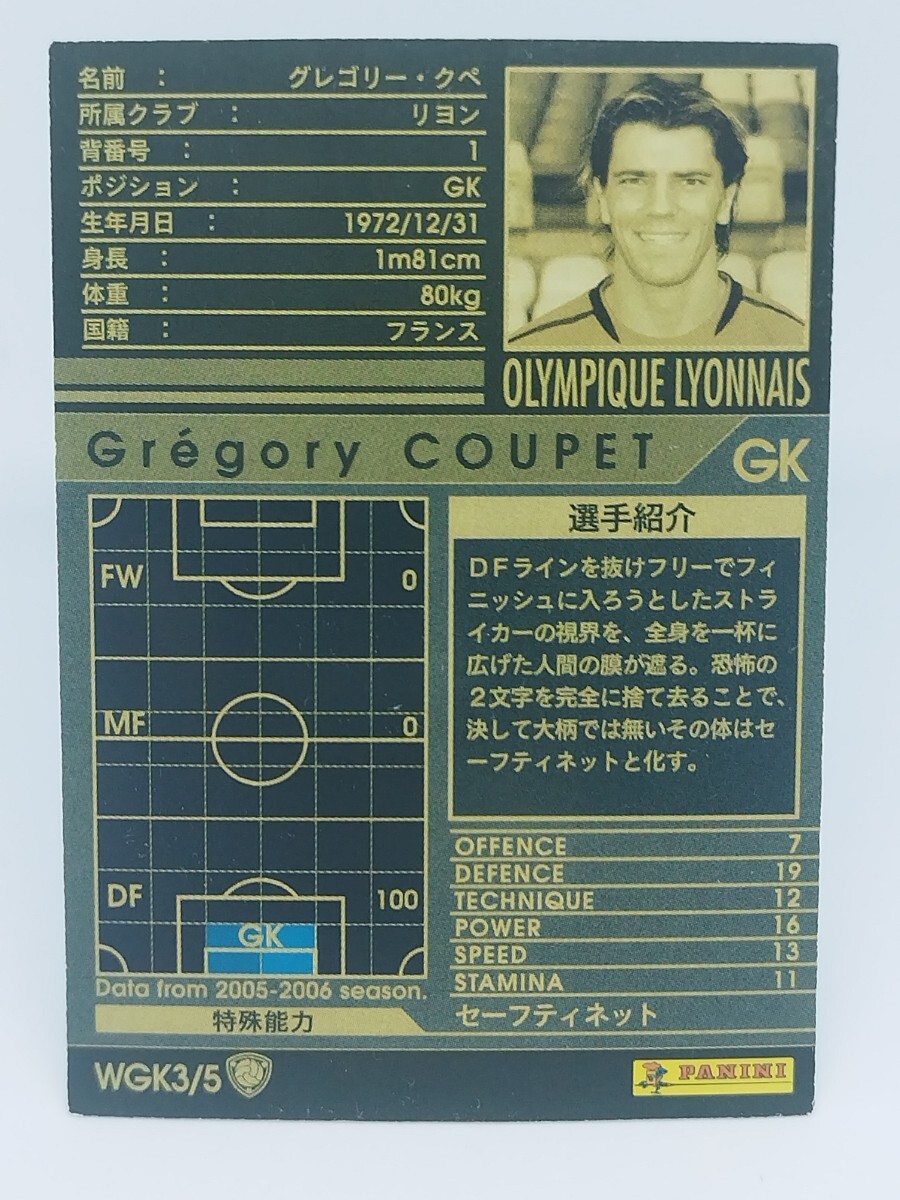 名前 : グレゴリー・クペ
所属クラブ : リヨン
背番号 : 1
ポジション : GK
生年月日 : 1972/12/31
身長 : 1m81cm
体重 : 80kg
国籍 : フランス
OLYMPIQUE LYONNAIS
Grégory COUPET
GK
FW 0
MF 0
DF 100
GK
Data from 2005-2006 season.
特殊能力
選手紹介
DFラインを抜けフリーでフィ
ニッシュに入ろうとしたストラ
イカーの視界を、全身を一杯に
広げた人間の膜が遮る。恐怖の
2文字を完全に捨て去ることで、
決して大柄では無いその体はセ
ーフティネットと化す。
OFFENCE 7
DEFENCE 19
TECHNIQUE 12
POWER 16
SPEED 13
STAMINA 11
セーフティネット
WGK3/5
PANINI